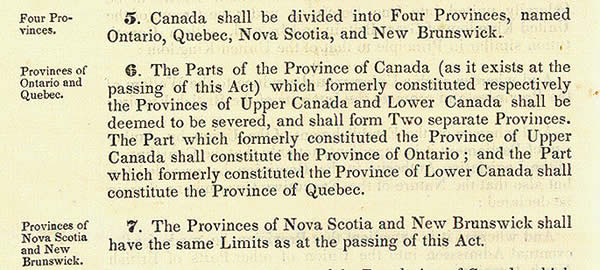 Four Pro-
vinces.
5. Canada shall be divided into Four Provinces, named
Ontario, Quebec, Nova Scotia, and New Brunswick.
Provinces of
Ontario and
Quebec.
6. The Parts of the Province of Canada (as it exists at the
passing of this Act) which formerly constituted respectively
the Provinces of Upper Canada and Lower Canada shall be
deemed to be severed, and shall form Two separate Provinces.
The Part which formerly constituted the Province of Upper
Canada shall constitute the Province of Ontario; and the Part
which formerly constituted the Province of Lower Canada shall
constitute the Province of Quebec.
Provinces of
Nova Scotia
and New
Brunswick.
7. The Provinces of Nova Scotia and New Brunswick shall
have the same Limits as at the passing of this Act.